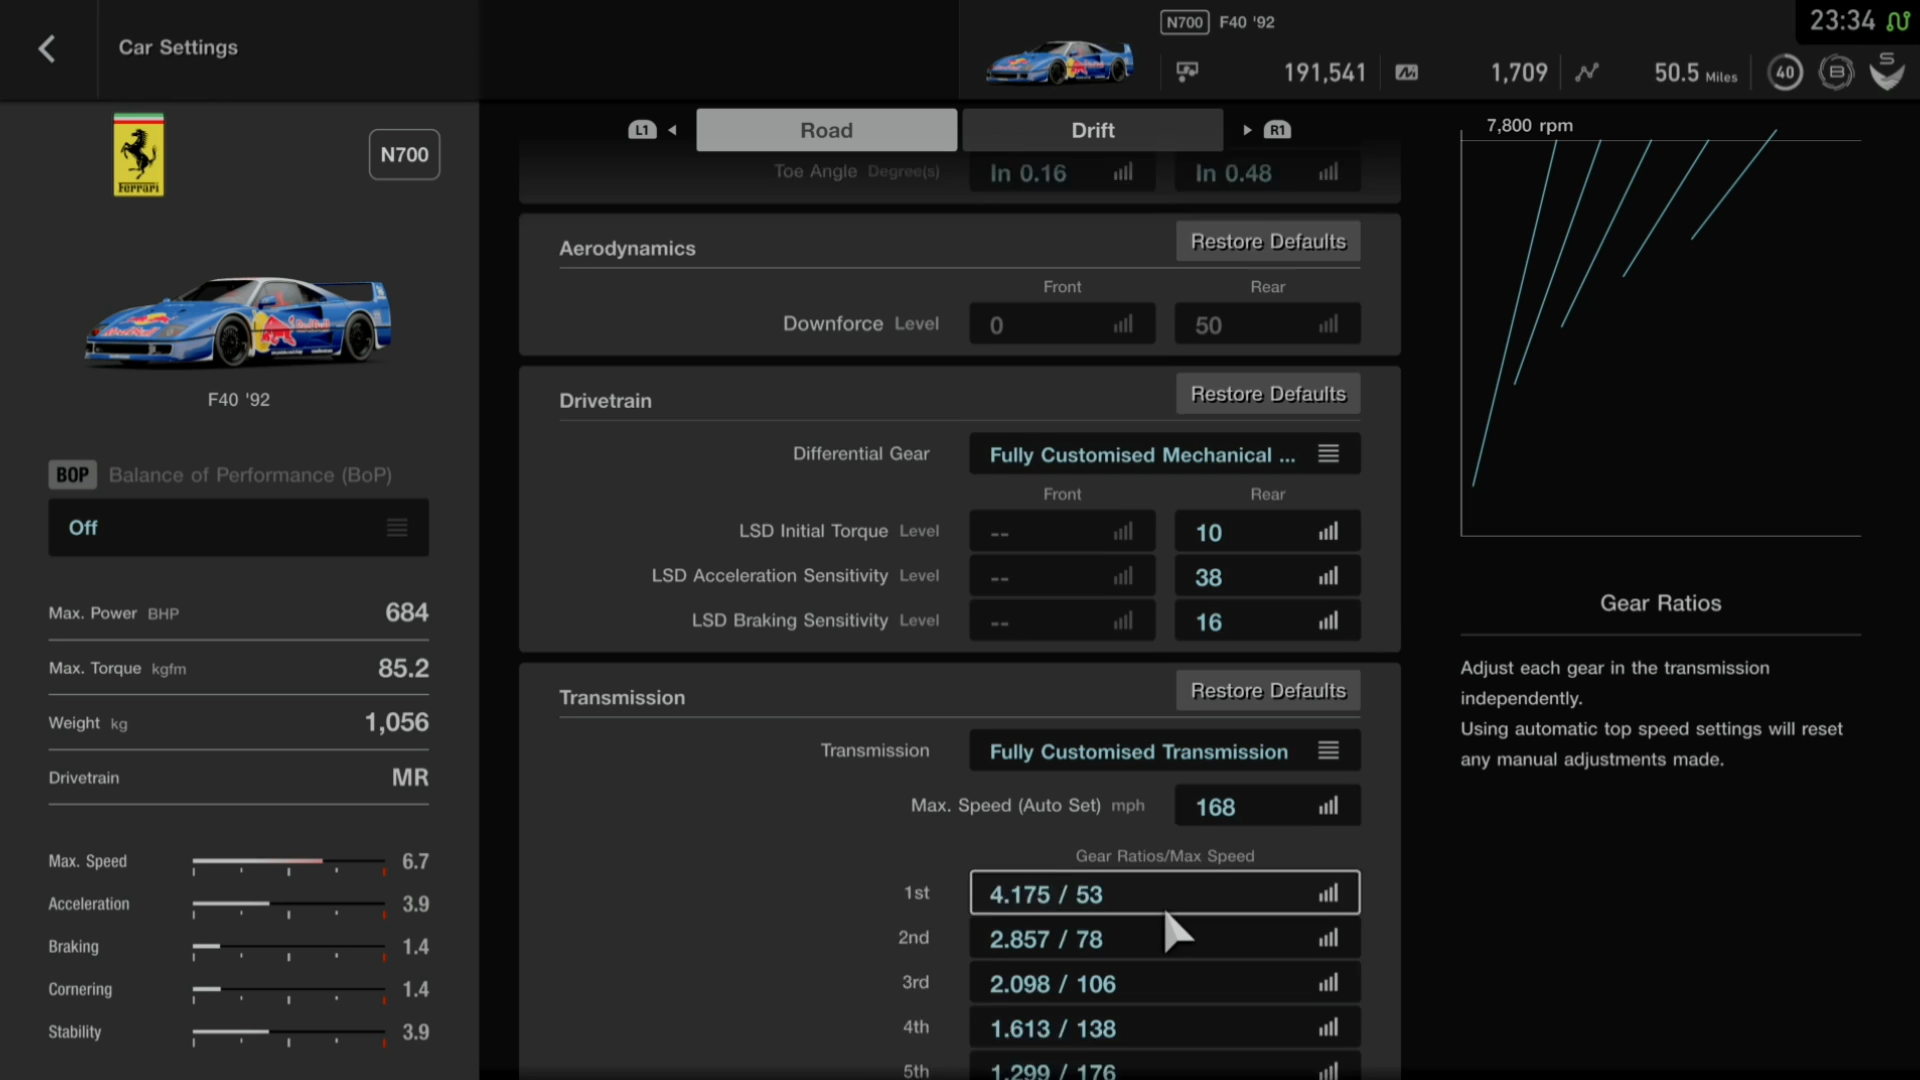 Car Settings
N700 F40 '92
23:34
191,541
1,709
50.5 Miles
40
B
S
Ferrari
N700
F40 '92
BOP Balance of Performance (BoP)
Off
Max. Power BHP 684
Max. Torque kgfm 85.2
Weight kg 1,056
Drivetrain MR
Max. Speed 6.7
Acceleration 3.9
Braking 1.4
Cornering 1.4
Stability 3.9
L1 Road Drift R1
Toe Angle Degree(s) In 0.16 In 0.48
Aerodynamics Restore Defaults
Front Rear
Downforce Level 0 50
Drivetrain Restore Defaults
Differential Gear Fully Customised Mechanical ...
Front Rear
LSD Initial Torque Level -- 10
LSD Acceleration Sensitivity Level -- 38
LSD Braking Sensitivity Level -- 16
Transmission Restore Defaults
Transmission Fully Customised Transmission
Max. Speed (Auto Set) mph 168
Gear Ratios/Max Speed
1st 4.175 / 53
2nd 2.857 / 78
3rd 2.098 / 106
4th 1.613 / 138
5th 1.299 / 176
7,800 rpm
Gear Ratios
Adjust each gear in the transmission
independently.
Using automatic top speed settings will reset
any manual adjustments made.